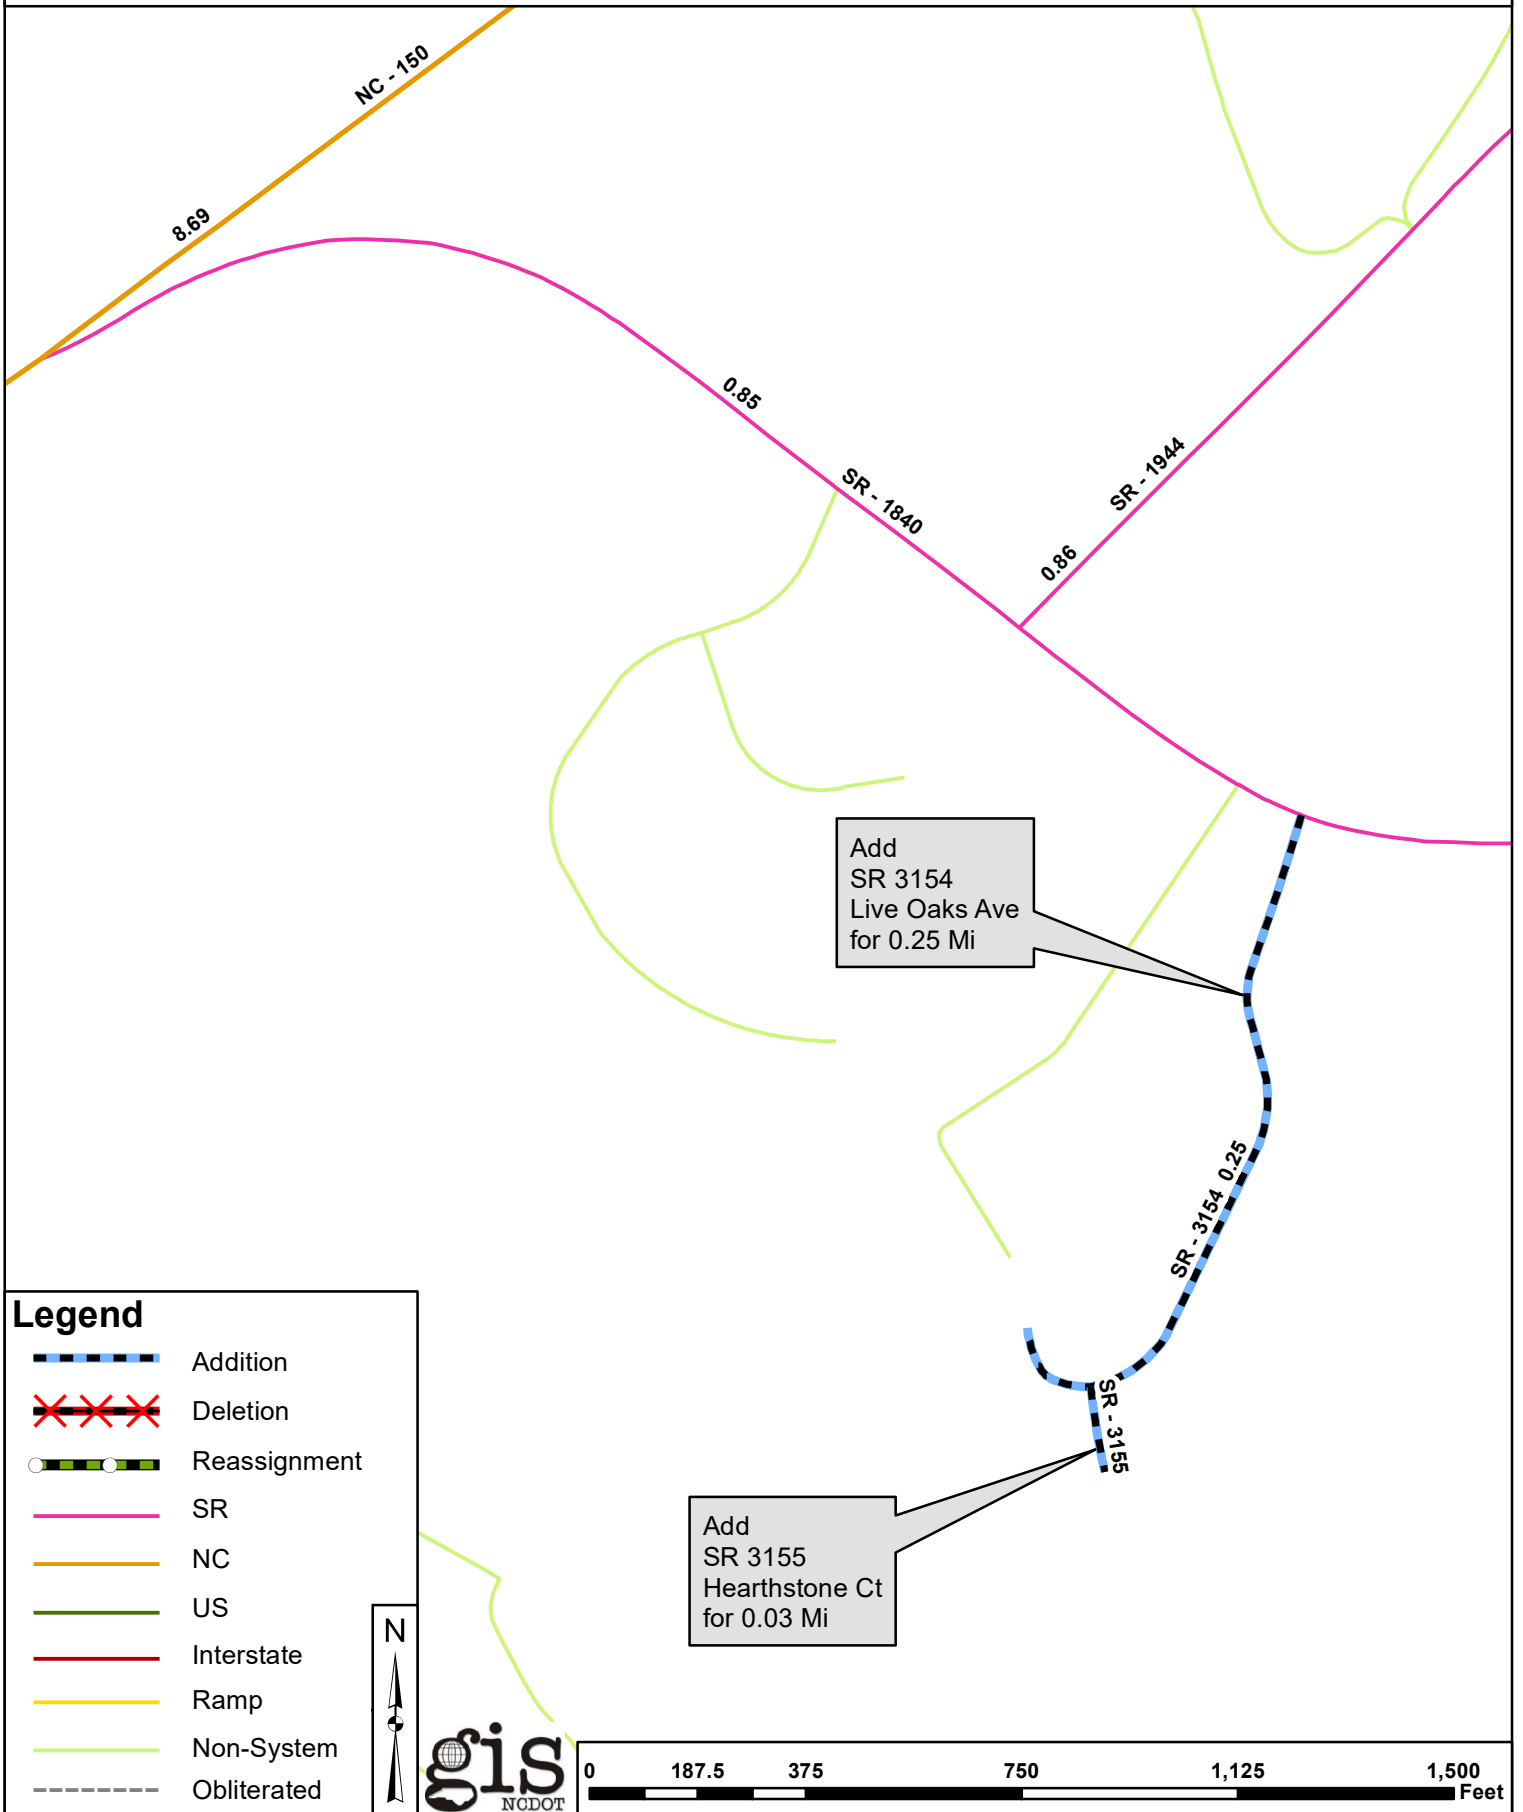 NC - 150
8.69
0.85
SR - 1840
SR - 1944
0.86
Add
SR 3154
Live Oaks Ave
for 0.25 Mi
SR - 3154 0.25
SR - 3155
Add
SR 3155
Hearthstone Ct
for 0.03 Mi
Legend
Addition
Deletion
Reassignment
SR
NC
US
Interstate
Ramp
Non-System
Obliterated
N
gis
NCDOT
0 187.5 375 750 1,125 1,500
Feet